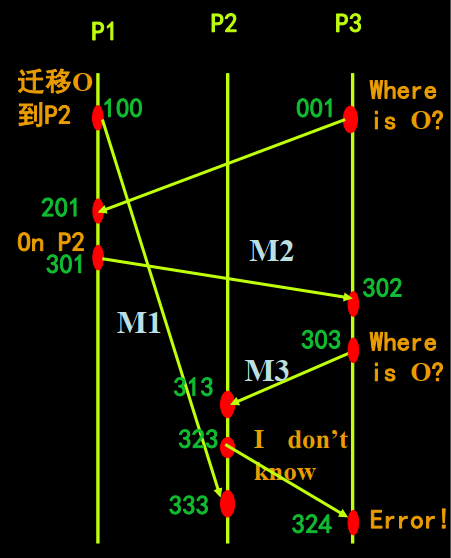 P1
P2
P3
迁移O
到P2
100
001
Where
is O?
201
On P2
301
M2
302
M1
303
Where
is O?
M3
313
323
I don't
know
333
324
Error!